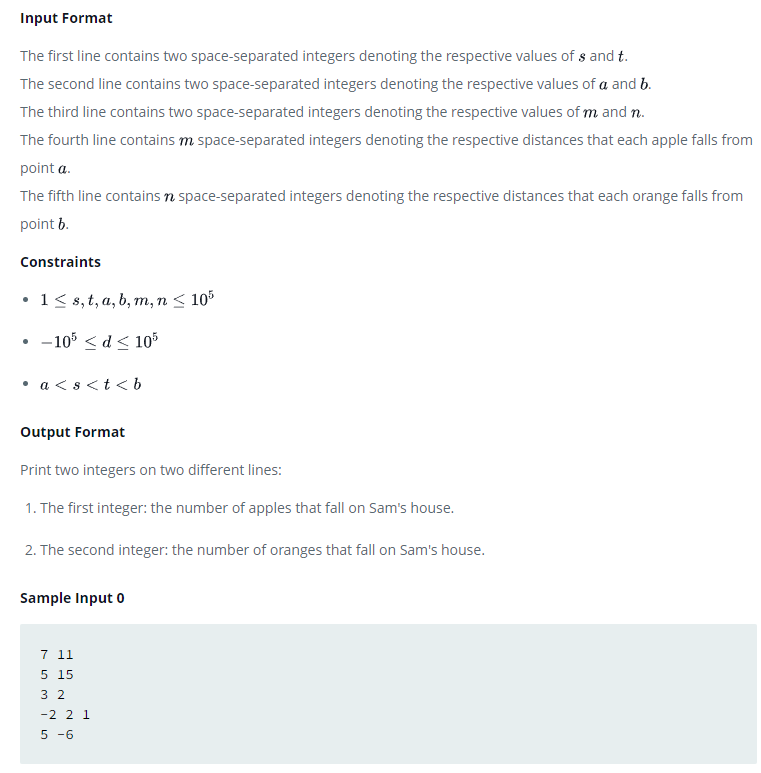 Input Format
The first line contains two space-separated integers denoting the respective values of s and t.
The second line contains two space-separated integers denoting the respective values of a and b.
The third line contains two space-separated integers denoting the respective values of m and n.
The fourth line contains m space-separated integers denoting the respective distances that each apple falls from
point a.
The fifth line contains n space-separated integers denoting the respective distances that each orange falls from
point b.
Constraints
• 1 ≤ s, t, a, b, m, n ≤ 10⁵
• −10⁵ ≤ d ≤ 10⁵
• a < s < t < b
Output Format
Print two integers on two different lines:
1. The first integer: the number of apples that fall on Sam's house.
2. The second integer: the number of oranges that fall on Sam's house.
Sample Input 0
7 11
5 15
3 2
-2 2 1
5 -6